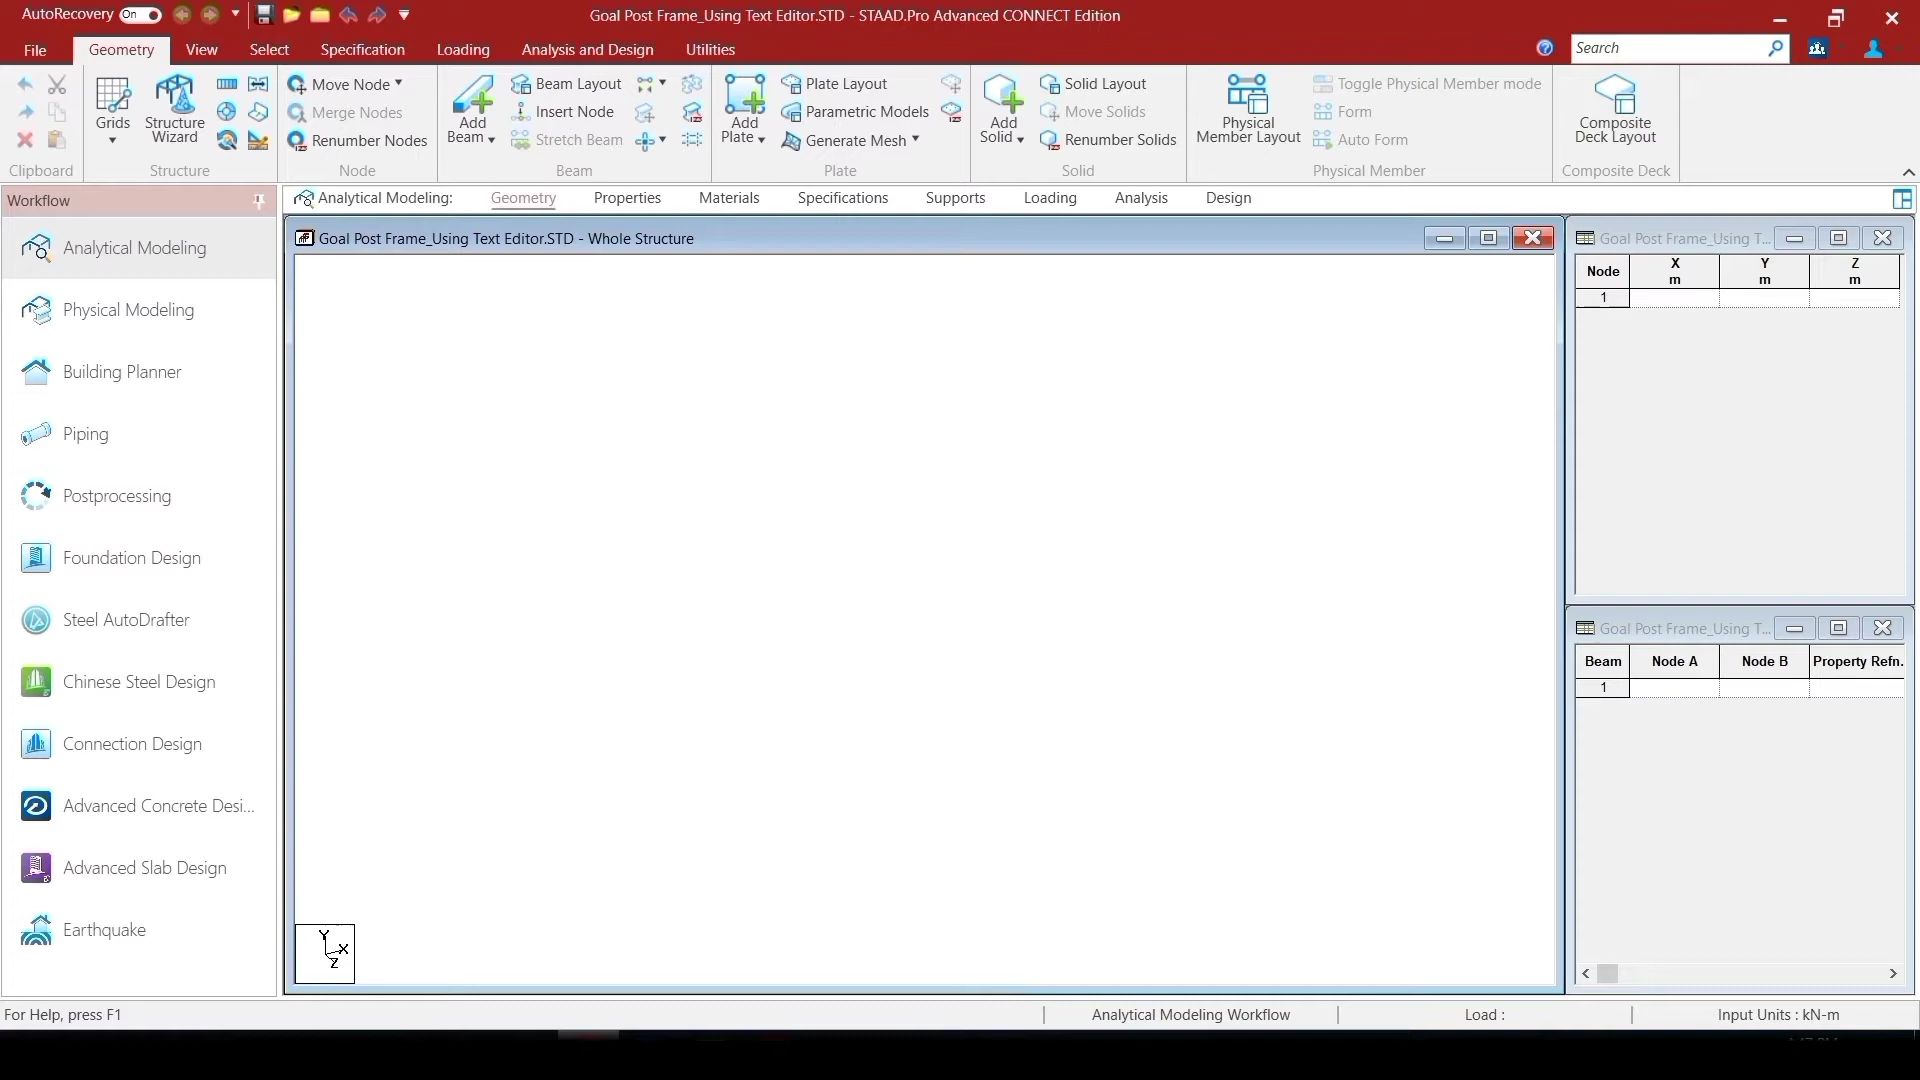 AutoRecovery On
Goal Post Frame_Using Text Editor.STD - STAAD.Pro Advanced CONNECT Edition
File Geometry View Select Specification Loading Analysis and Design Utilities Search
Grids
Structure Wizard
Move Node
Merge Nodes
Renumber Nodes
Add Beam
Beam Layout
Insert Node
Stretch Beam
Add Plate
Plate Layout
Parametric Models
Generate Mesh
Add Solid
Solid Layout
Move Solids
Renumber Solids
Physical Member Layout
Toggle Physical Member mode
Form
Auto Form
Composite Deck Layout
Clipboard Structure Node Beam Plate Solid Physical Member Composite Deck
Workflow
Analytical Modeling: Geometry Properties Materials Specifications Supports Loading Analysis Design
Analytical Modeling
Physical Modeling
Building Planner
Piping
Postprocessing
Foundation Design
Steel AutoDrafter
Chinese Steel Design
Connection Design
Advanced Concrete Desi...
Advanced Slab Design
Earthquake
Goal Post Frame_Using Text Editor.STD - Whole Structure
Y
X
Z
Goal Post Frame_Using T...
Node X m Y m Z m
1
Goal Post Frame_Using T...
Beam Node A Node B Property Refn.
1
For Help, press F1 Analytical Modeling Workflow Load : Input Units : kN-m